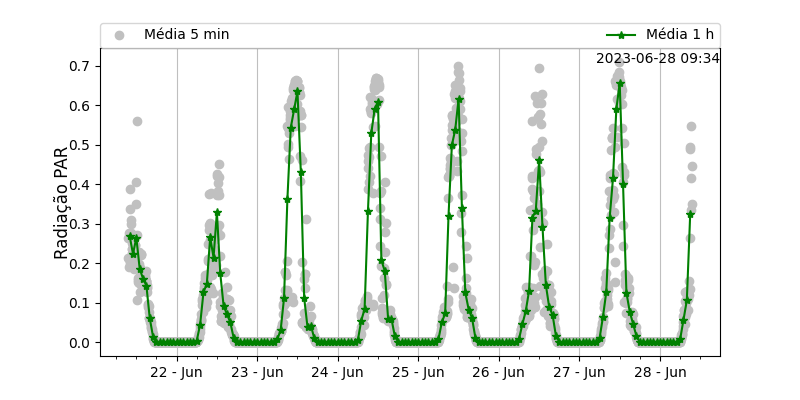 Média 5 min
Média 1 h
2023-06-28 09:34
Radiação PAR
0.7
0.6
0.5
0.4
0.3
0.2
0.1
0.0
22 - Jun
23 - Jun
24 - Jun
25 - Jun
26 - Jun
27 - Jun
28 - Jun